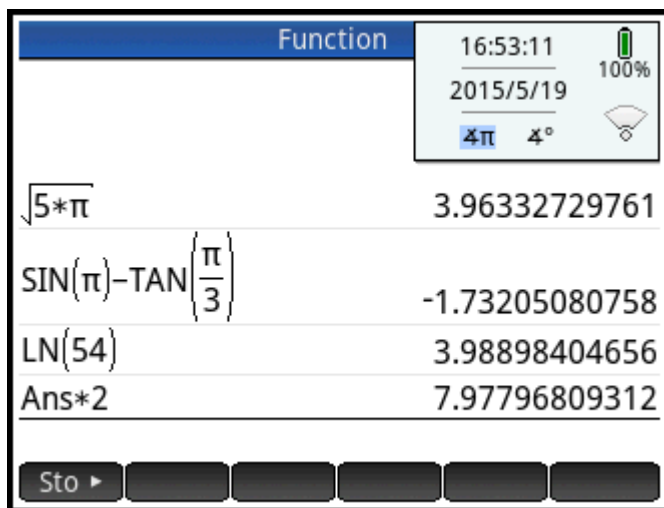 Function
16:53:11
100%
2015/5/19
∡π ∡°
√5*π 3.96332729761
SIN(π)−TAN(π/3) -1.73205080758
LN(54) 3.98898404656
Ans*2 7.97796809312
Sto ▸